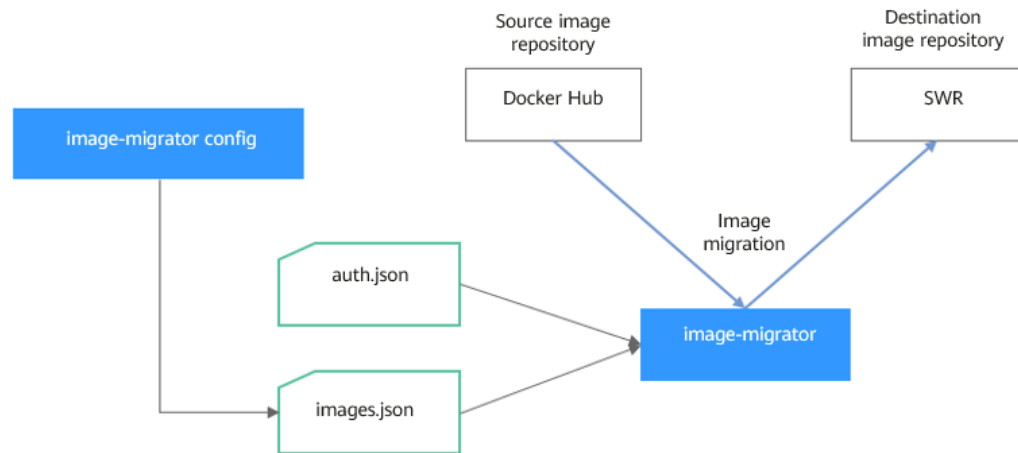 Source image
repository
Destination
image repository
Docker Hub
SWR
image-migrator config
Image
migration
auth.json
image-migrator
images.json